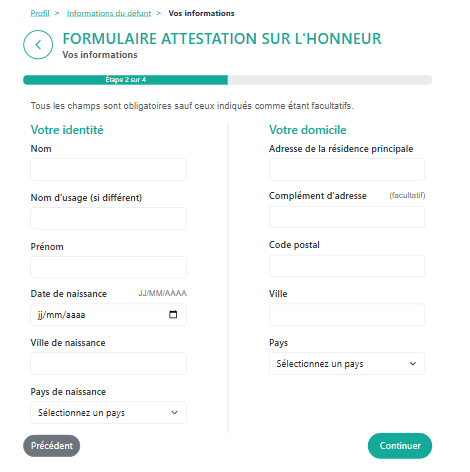 Profil > Informations du défunt > Vos informations
FORMULAIRE ATTESTATION SUR L'HONNEUR
Vos informations
Étape 2 sur 4
Tous les champs sont obligatoires sauf ceux indiqués comme étant facultatifs.
Votre identité
Nom
Nom d'usage (si différent)
Prénom
Date de naissance JJ/MM/AAAA
jj/mm/aaaa
Ville de naissance
Pays de naissance
Sélectionnez un pays
Votre domicile
Adresse de la résidence principale
Complément d'adresse (facultatif)
Code postal
Ville
Pays
Sélectionnez un pays
Précédent
Continuer